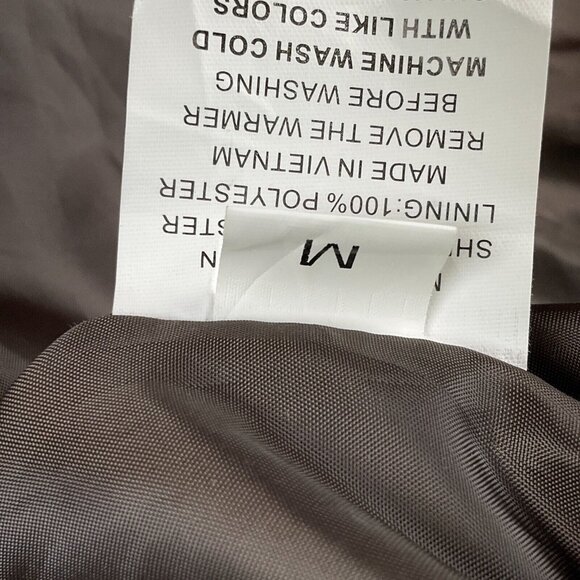 M
LINING:100% POLYESTER
MADE IN VIETNAM
REMOVE THE WARMER
BEFORE WASHING
MACHINE WASH COLD
WITH LIKE COLORS